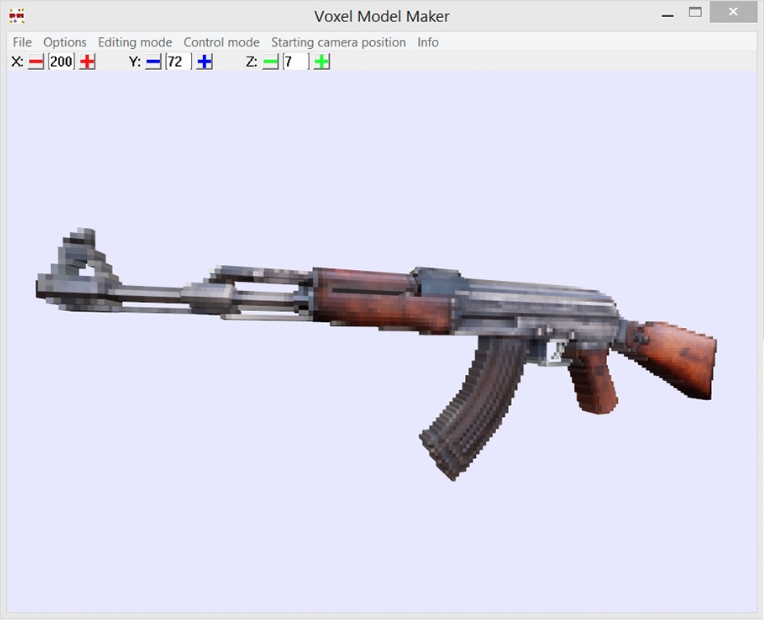 Voxel Model Maker
File Options Editing mode Control mode Starting camera position Info
X: 200 Y: 72 Z: 7